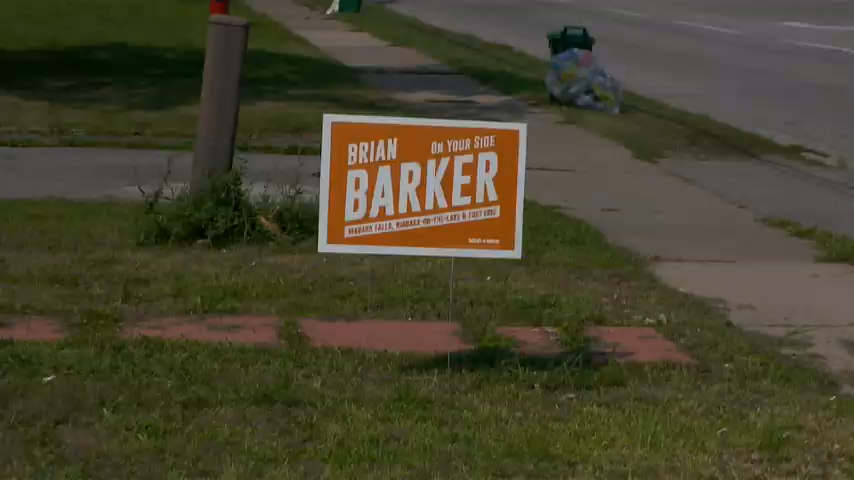 BRIAN
ON YOUR SIDE
BARKER
NIAGARA FALLS, NIAGARA-ON-THE-LAKE & FORT ERIE